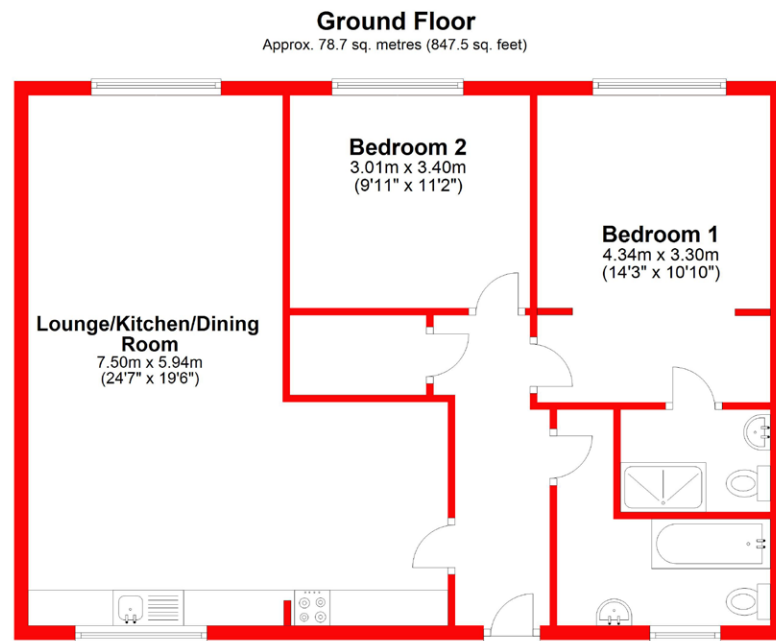 Ground Floor
Approx. 78.7 sq. metres (847.5 sq. feet)
Bedroom 2
3.01m x 3.40m
(9'11" x 11'2")
Bedroom 1
4.34m x 3.30m
(14'3" x 10'10")
Lounge/Kitchen/Dining
Room
7.50m x 5.94m
(24'7" x 19'6")